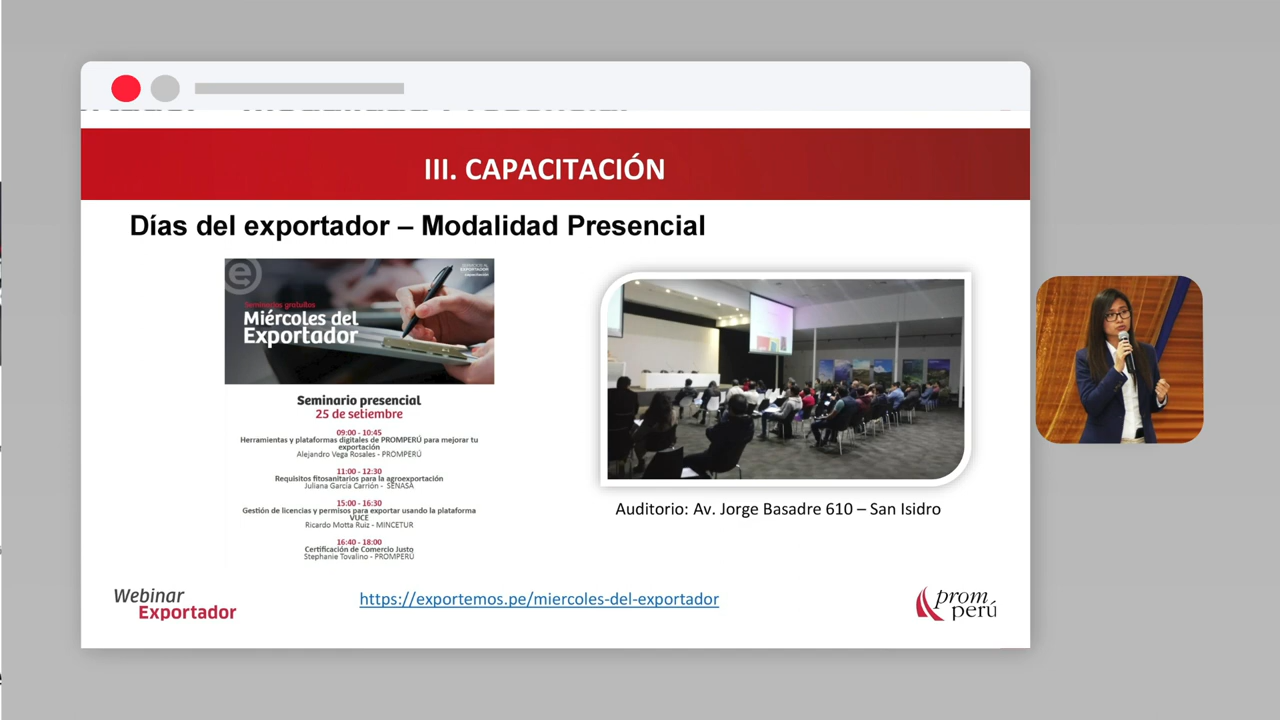 III. CAPACITACIÓN
Días del exportador – Modalidad Presencial
Seminarios gratuitos
Miércoles del
Exportador
Seminario presencial
25 de setiembre
09:00 - 10:45
Herramientas y plataformas digitales de PROMPERÚ para mejorar tu
exportación
Alejandro Vega Rosales - PROMPERÚ
11:00 - 12:30
Requisitos fitosanitarios para la agroexportación
Juliana García Carrión - SENASA
15:00 - 16:30
Gestión de licencias y permisos para exportar usando la plataforma
VUCE
Ricardo Motta Ruiz - MINCETUR
16:40 - 18:00
Certificación de Comercio Justo
Stephanie Tovalino - PROMPERÚ
Auditorio: Av. Jorge Basadre 610 – San Isidro
Webinar
Exportador
https://exportemos.pe/miercoles-del-exportador
prom
perú